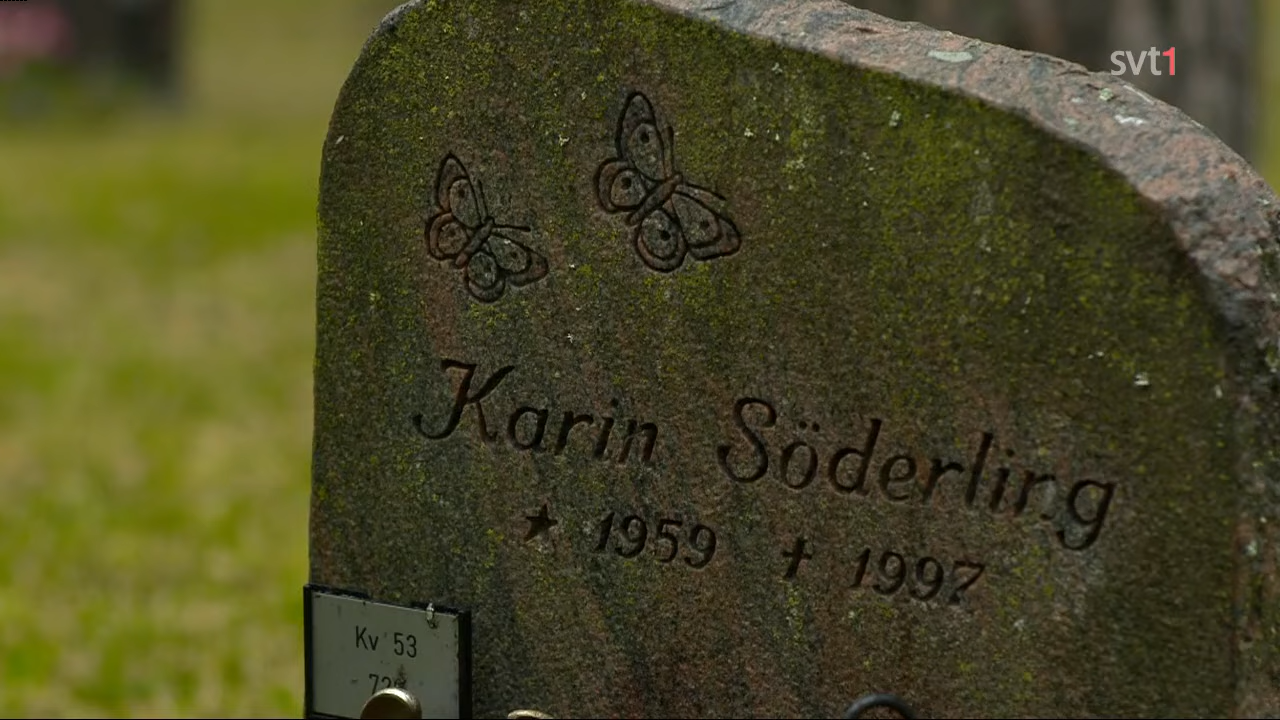 svt1
Karin Söderling
★ 1959 † 1997
Kv 53